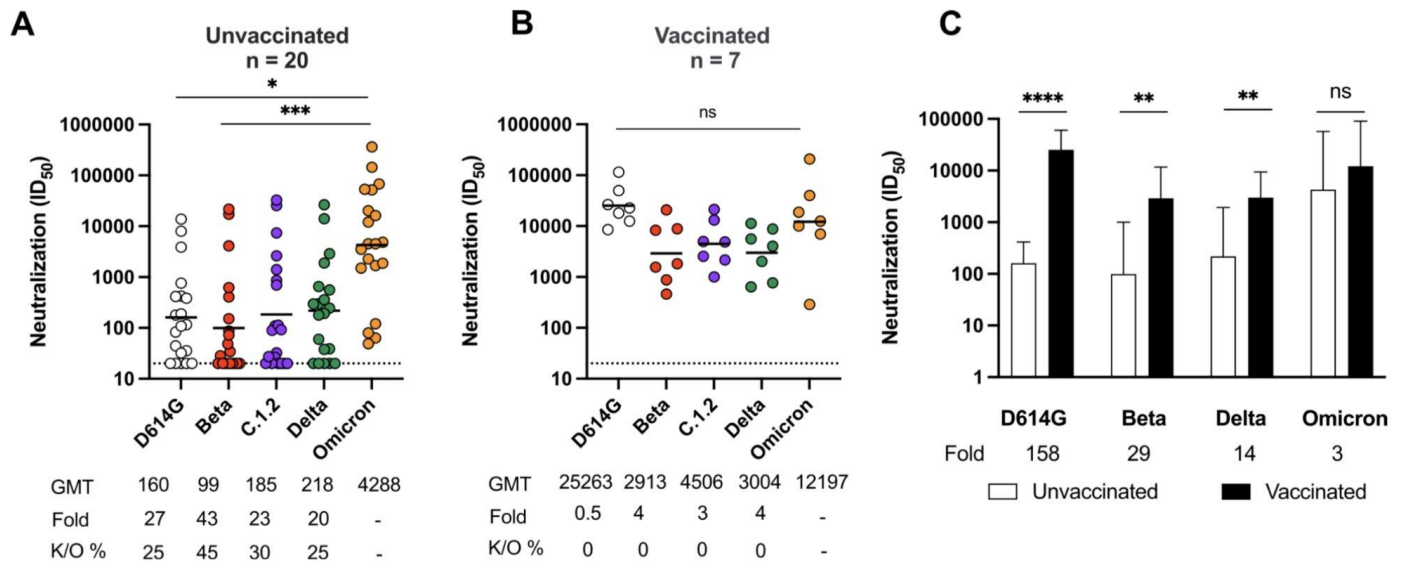 A
Unvaccinated
n = 20
*
***
Neutralization (ID50)
1000000
100000
10000
1000
100
10
D614G
Beta
C.1.2
Delta
Omicron
GMT 160 99 185 218 4288
Fold 27 43 23 20 -
K/O % 25 45 30 25 -
B
Vaccinated
n = 7
ns
Neutralization (ID50)
1000000
100000
10000
1000
100
10
D614G
Beta
C.1.2
Delta
Omicron
GMT 25263 2913 4506 3004 12197
Fold 0.5 4 3 4 -
K/O % 0 0 0 0 -
C
**** ** ** ns
Neutralization (ID50)
100000
10000
1000
100
10
1
D614G Beta Delta Omicron
Fold 158 29 14 3
Unvaccinated Vaccinated